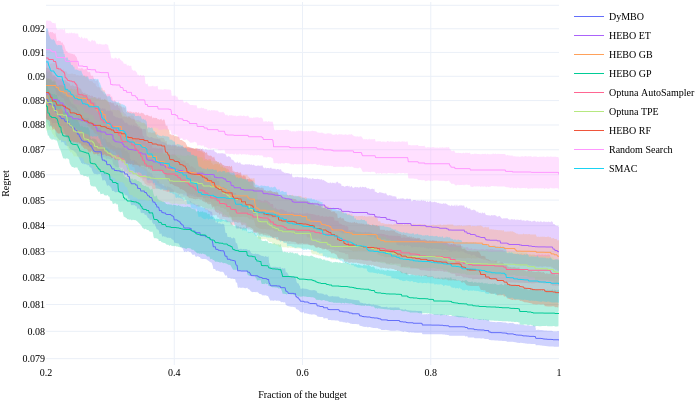 0.092
0.091
0.09
0.089
0.088
0.087
0.086
0.085
0.084
0.083
0.082
0.081
0.08
0.079
Regret
0.2
0.4
0.6
0.8
1
Fraction of the budget
DyMBO
HEBO ET
HEBO GB
HEBO GP
Optuna AutoSampler
Optuna TPE
HEBO RF
Random Search
SMAC